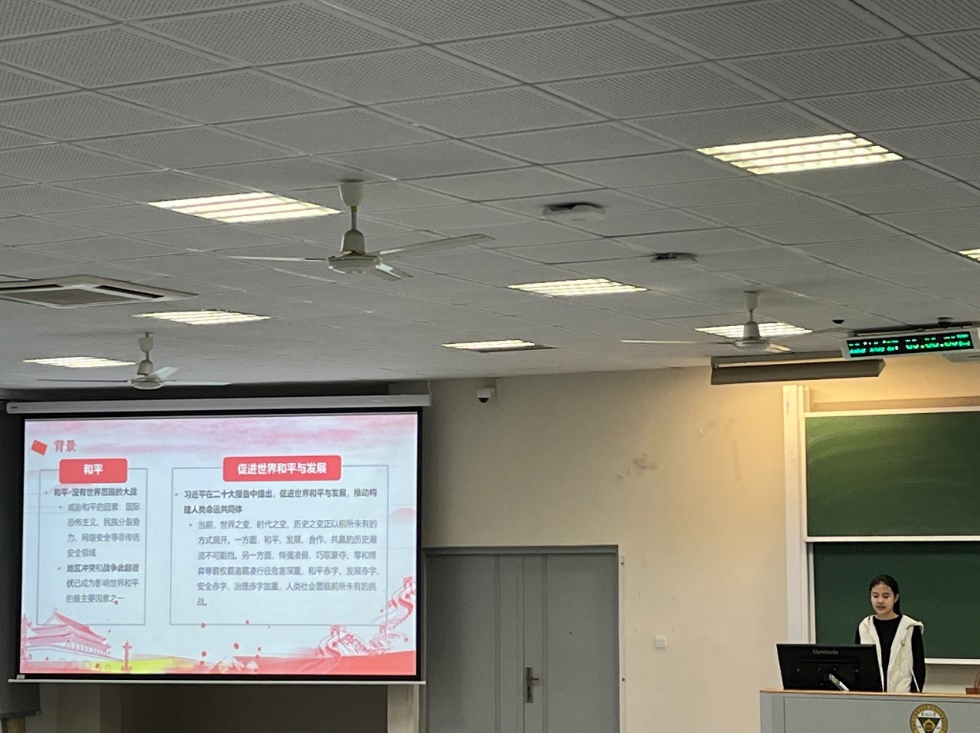 背景
和平
和平-没有世界范围的大战
威胁和平的因素：国际
恐怖主义，民族分裂势
力，网络安全等非传统
安全领域
地区冲突和战争此起彼
伏已成为影响世界和平
的最主要因素之一
促进世界和平与发展
习近平在二十大报告中提出，促进世界和平与发展，推动构
建人类命运共同体
当前，世界之变、时代之变、历史之变正以前所未有的
方式展开。一方面，和平、发展、合作、共赢的历史潮
流不可阻挡。另一方面，恃强凌弱、巧取豪夺、零和博
弈等霸权霸道霸凌行径危害深重，和平赤字、发展赤字、
安全赤字、治理赤字加重，人类社会面临前所未有的挑
战。